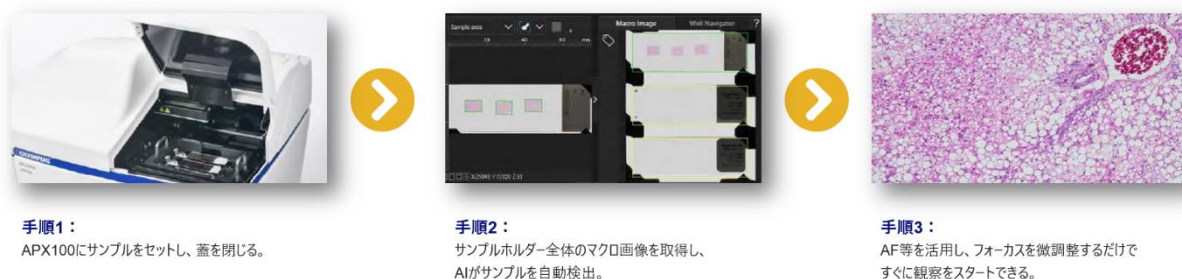 OLYMPUS
Sample area
Macro Image
Well Navigator
?
20
40
60
mm
手順1：
APX100にサンプルをセットし、蓋を閉じる。
手順2：
サンプルホルダー全体のマクロ画像を取得し、
AIがサンプルを自動検出。
手順3：
AF等を活用し、フォーカスを微調整するだけで
すぐに観察をスタートできる。